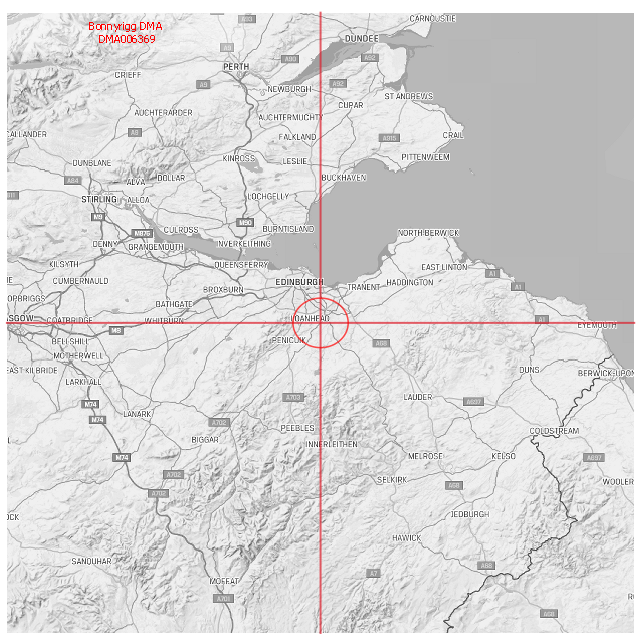 CARNOUSTIE
A93
Bonnyrigg DMA
DMA006369
DUNDEE
A9
A90
A92
PERTH
CRIEFF
A9
A92
NEWBURGH
ST ANDREWS
CUPAR
AUCHTERARDER
AUCHTERMUCHTY
CALLANDER
A9
FALKLAND
A915
CRAIL
DUNBLANE
KINROSS
LESLIE
PITTENWEEM
A84
ALVA
DOLLAR
BUCKHAVEN
STIRLING
ALLOA
LOCHGELLY
M9
M90
CULROSS
BURNTISLAND
M876
NORTH BERWICK
DENNY
GRANGEMOUTH
INVERKEITHING
KILSYTH
QUEENSFERRY
EAST LINTON
A1
CUMBERNAULD
EDINBURGH
HADDINGTON
BROXBURN
TRANENT
A1
OPBRIGGS
BATHGATE
ASGOW
COATBRIDGE
WHITBURN
LOANHEAD
A1
EYEMOUTH
M8
BELLSHILL
PENICUIK
A68
MOTHERWELL
EAST KILBRIDE
DUNS
BERWICK-UPON
LARKHALL
A703
LAUDER
A697
M74
LANARK
M74
A702
PEEBLES
COLDSTREAM
BIGGAR
INNERLEITHEN
M74
MELROSE
KELSO
A697
A702
SELKIRK
A68
WOOLER
A702
OCK
JEDBURGH
HAWICK
SANQUHAR
A68
A7
MOFFAT
A701
A68